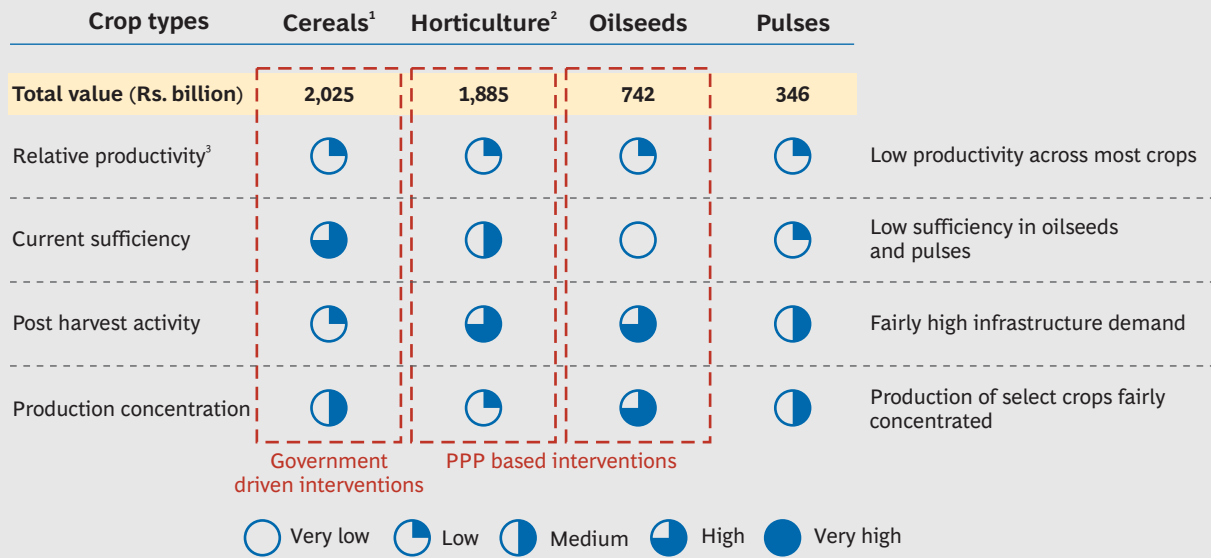 Crop types Cereals¹ Horticulture² Oilseeds Pulses
Total value (Rs. billion) 2,025 1,885 742 346
Relative productivity³ Low productivity across most crops
Current sufficiency Low sufficiency in oilseeds
and pulses
Post harvest activity Fairly high infrastructure demand
Production concentration Production of select crops fairly
concentrated
Government PPP based interventions
driven interventions
Very low Low Medium High Very high